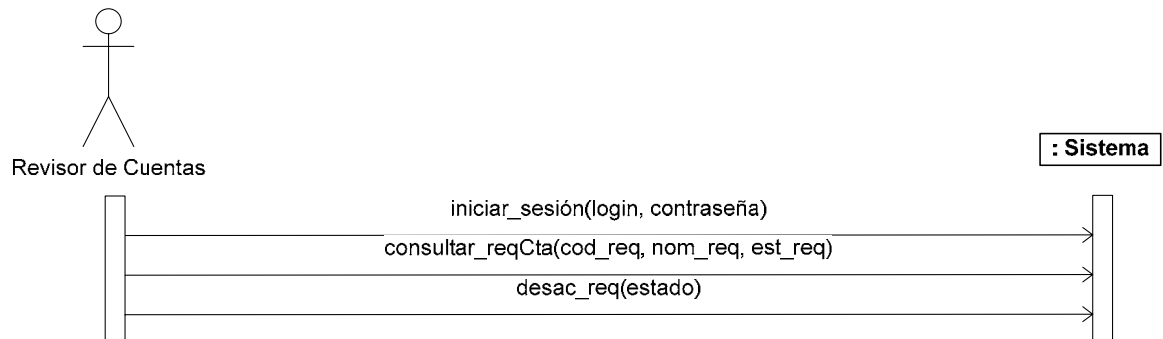 Revisor de Cuentas
: Sistema
iniciar_sesión(login, contraseña)
consultar_reqCta(cod_req, nom_req, est_req)
desac_req(estado)